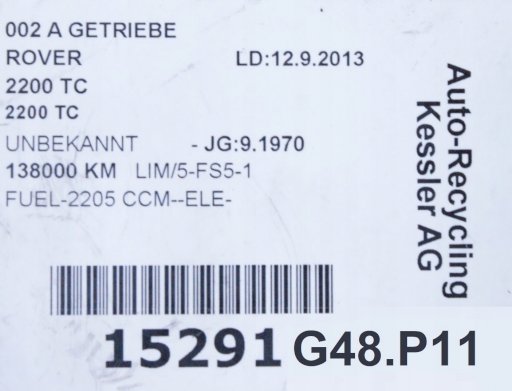 002 A GETRIEBE
ROVER LD:12.9.2013
2200 TC
2200 TC
UNBEKANNT - JG:9.1970
138000 KM LIM/5-FS5-1
FUEL-2205 CCM--ELE-
15291 G48.P11
Auto-Recycling
Kessler AG